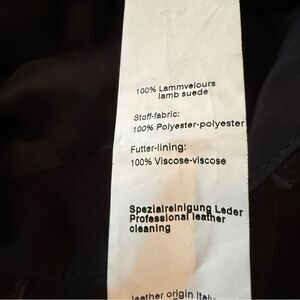 100% Lammvelours
lamb suede
Stoff-fabric:
100% Polyester-polyester
Futter-lining:
100% Viscose-viscose
Spezialreinigung Leder
Professional leather
cleaning
leather origin Italy